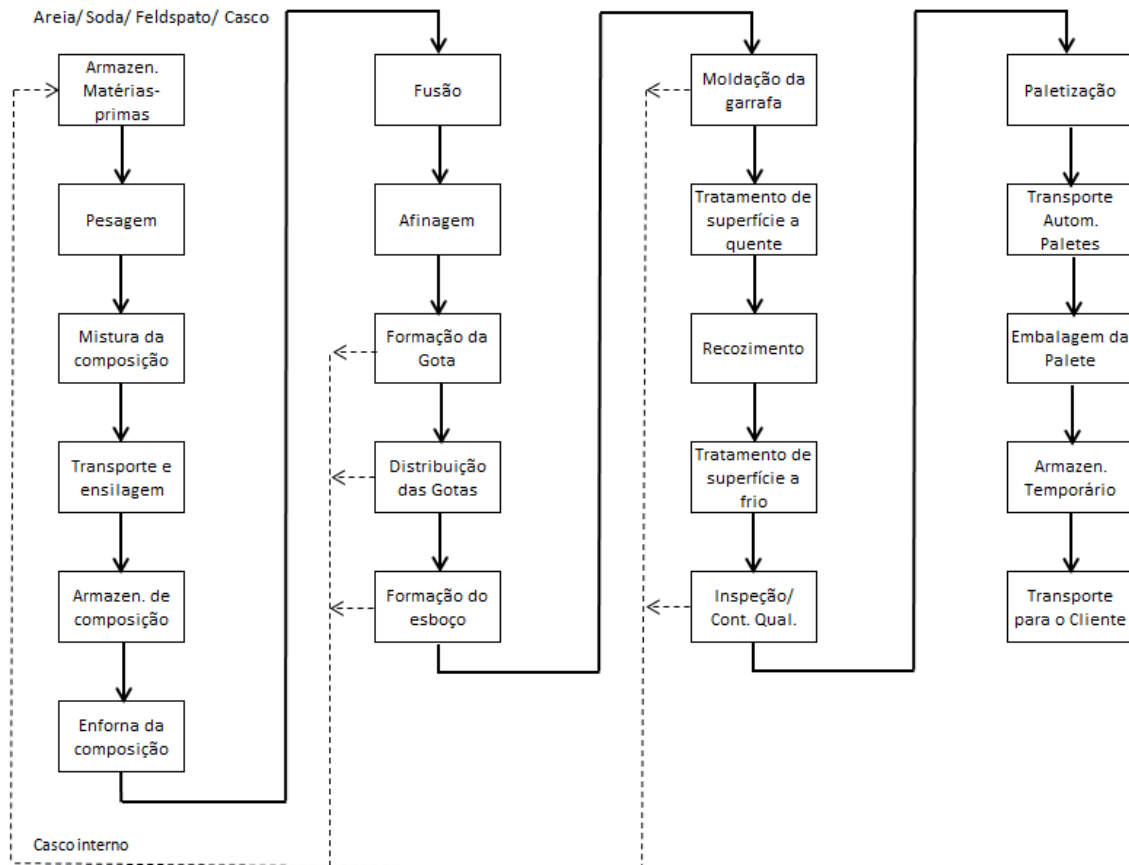 Areia/ Soda/ Feldspato/ Casco
Armazen.
Matérias-
primas
Pesagem
Mistura da
composição
Transporte e
ensilagem
Armazen. de
composição
Enforna da
composição
Casco interno
Fusão
Afinagem
Formação da
Gota
Distribuição
das Gotas
Formação do
esboço
Moldação da
garrafa
Tratamento de
superfície a
quente
Recozimento
Tratamento de
superfície a
frio
Inspeção/
Cont. Qual.
Paletização
Transporte
Autom.
Paletes
Embalagem da
Palete
Armazen.
Temporário
Transporte
para o Cliente